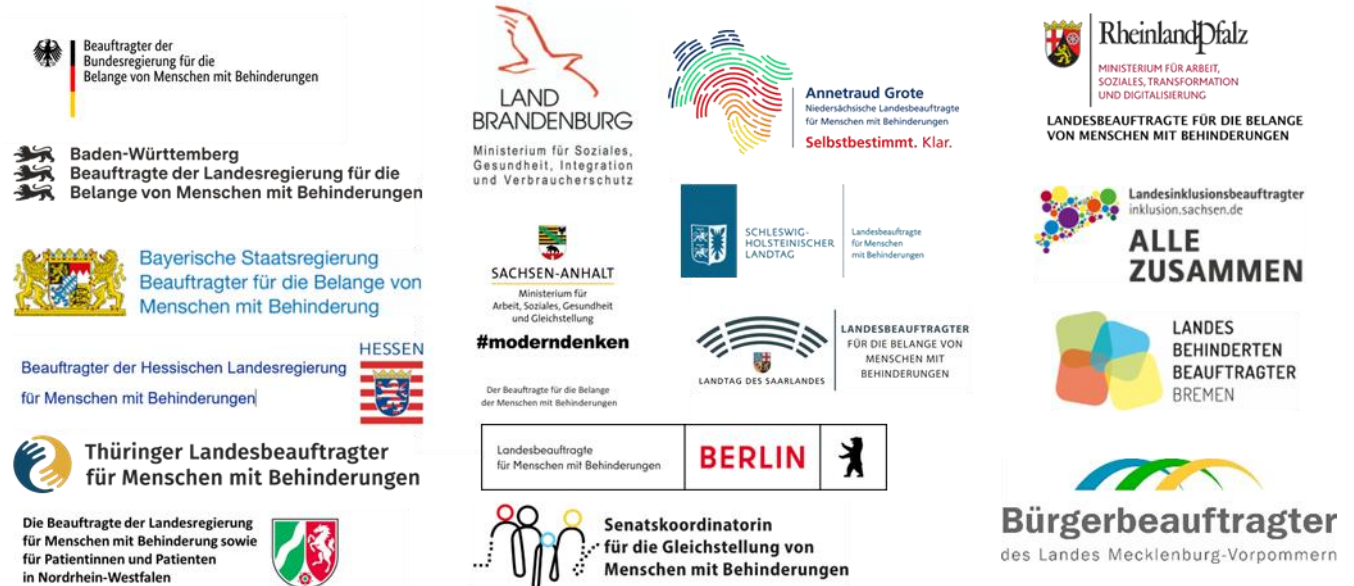 Beauftragter der
Bundesregierung für die
Belange von Menschen mit Behinderungen
Baden-Württemberg
Beauftragte der Landesregierung für die
Belange von Menschen mit Behinderungen
Bayerische Staatsregierung
Beauftragter für die Belange von
Menschen mit Behinderung
HESSEN
Beauftragter der Hessischen Landesregierung
für Menschen mit Behinderungen
Thüringer Landesbeauftragter
für Menschen mit Behinderungen
Die Beauftragte der Landesregierung
für Menschen mit Behinderung sowie
für Patientinnen und Patienten
in Nordrhein-Westfalen
LAND
BRANDENBURG
Ministerium für Soziales,
Gesundheit, Integration
und Verbraucherschutz
SACHSEN-ANHALT
Ministerium für
Arbeit, Soziales, Gesundheit
und Gleichstellung
#moderndenken
Der Beauftragte für die Belange
der Menschen mit Behinderungen
Annetraud Grote
Niedersächsische Landesbeauftragte
für Menschen mit Behinderungen
Selbstbestimmt. Klar.
SCHLESWIG-
HOLSTEINISCHER
LANDTAG
Landesbeauftragte
für Menschen
mit Behinderungen
LANDTAG DES SAARLANDES
LANDESBEAUFTRAGTER
FÜR DIE BELANGE VON
MENSCHEN MIT
BEHINDERUNGEN
Landesbeauftragte
für Menschen mit Behinderungen
BERLIN
Senatskoordinatorin
für die Gleichstellung von
Menschen mit Behinderungen
RheinlandPfalz
MINISTERIUM FÜR ARBEIT,
SOZIALES, TRANSFORMATION
UND DIGITALISIERUNG
LANDESBEAUFTRAGTE FÜR DIE BELANGE
VON MENSCHEN MIT BEHINDERUNGEN
Landesinklusionsbeauftragter
inklusion.sachsen.de
ALLE
ZUSAMMEN
LANDES
BEHINDERTEN
BEAUFTRAGTER
BREMEN
Bürgerbeauftragter
des Landes Mecklenburg-Vorpommern